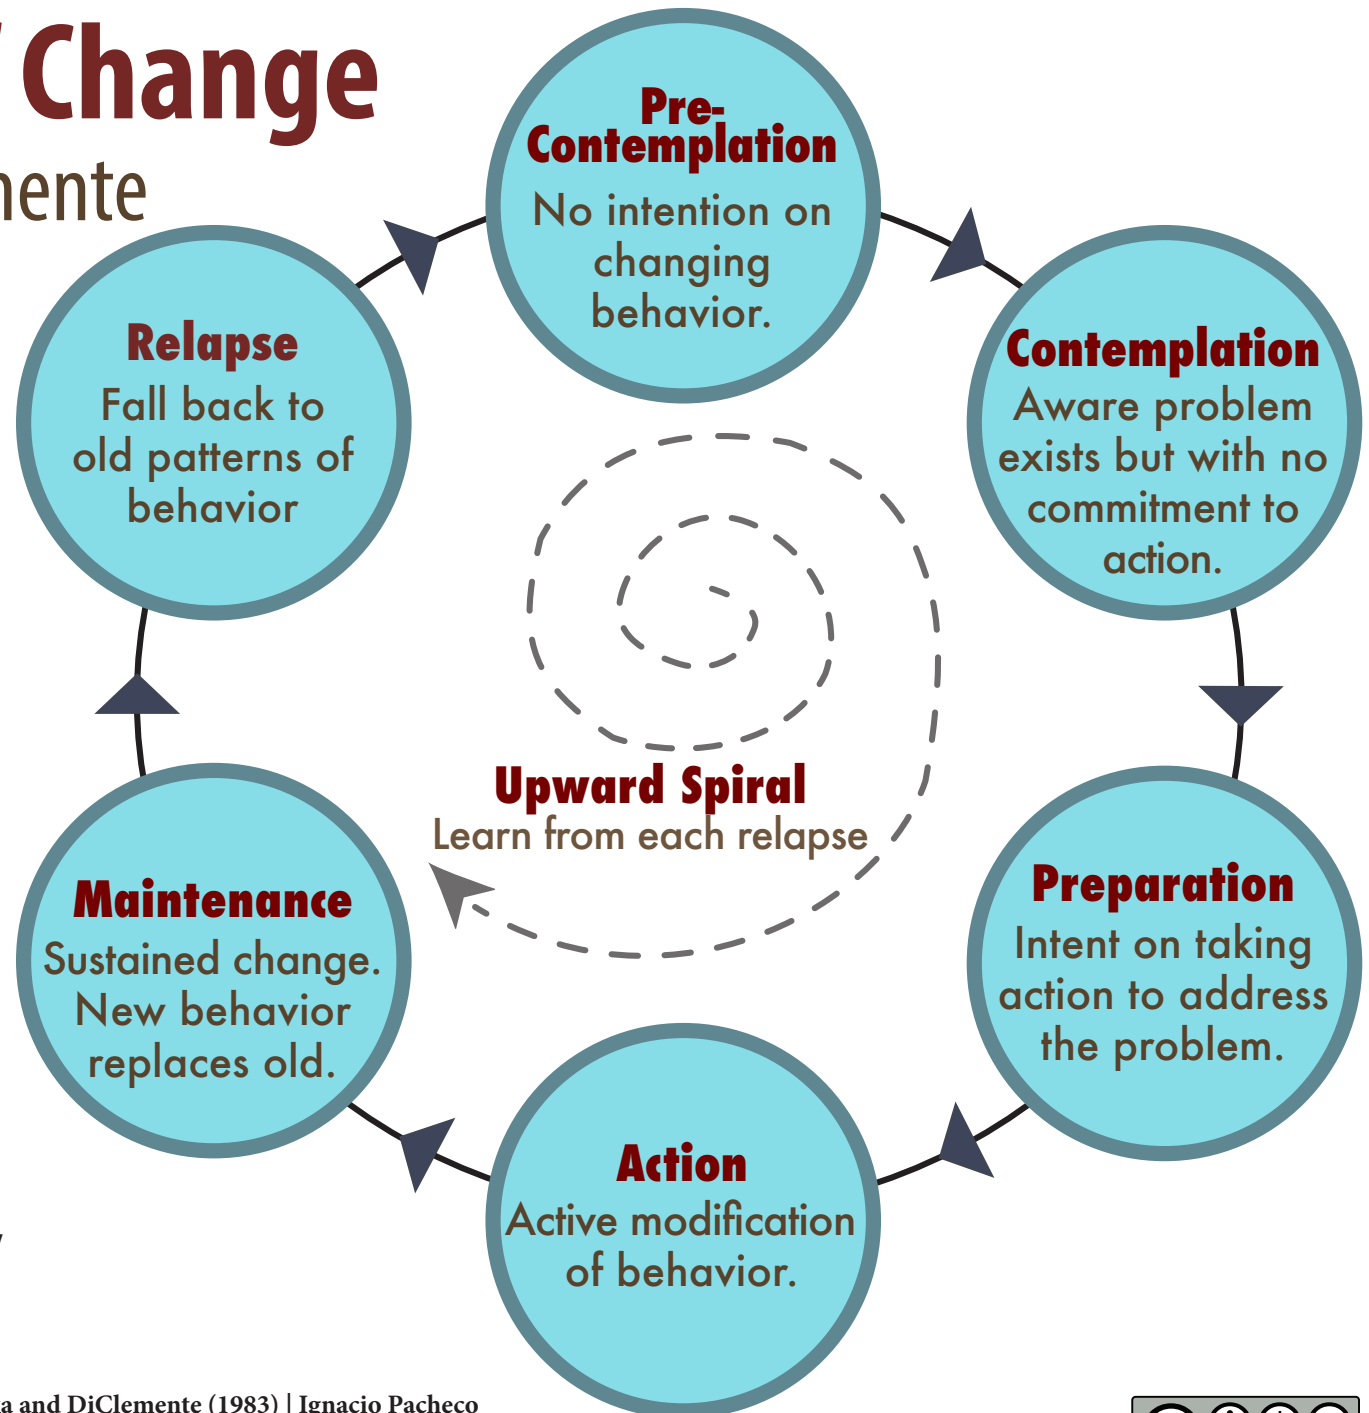 Change
Pre-
Contemplation
No intention on
changing
behavior.
Contemplation
Aware problem
exists but with no
commitment to
action.
Preparation
Intent on taking
action to address
the problem.
Action
Active modification
of behavior.
Maintenance
Sustained change.
New behavior
replaces old.
Relapse
Fall back to
old patterns of
behavior
Upward Spiral
Learn from each relapse
and DiClemente (1983) | Ignacio Pacheco